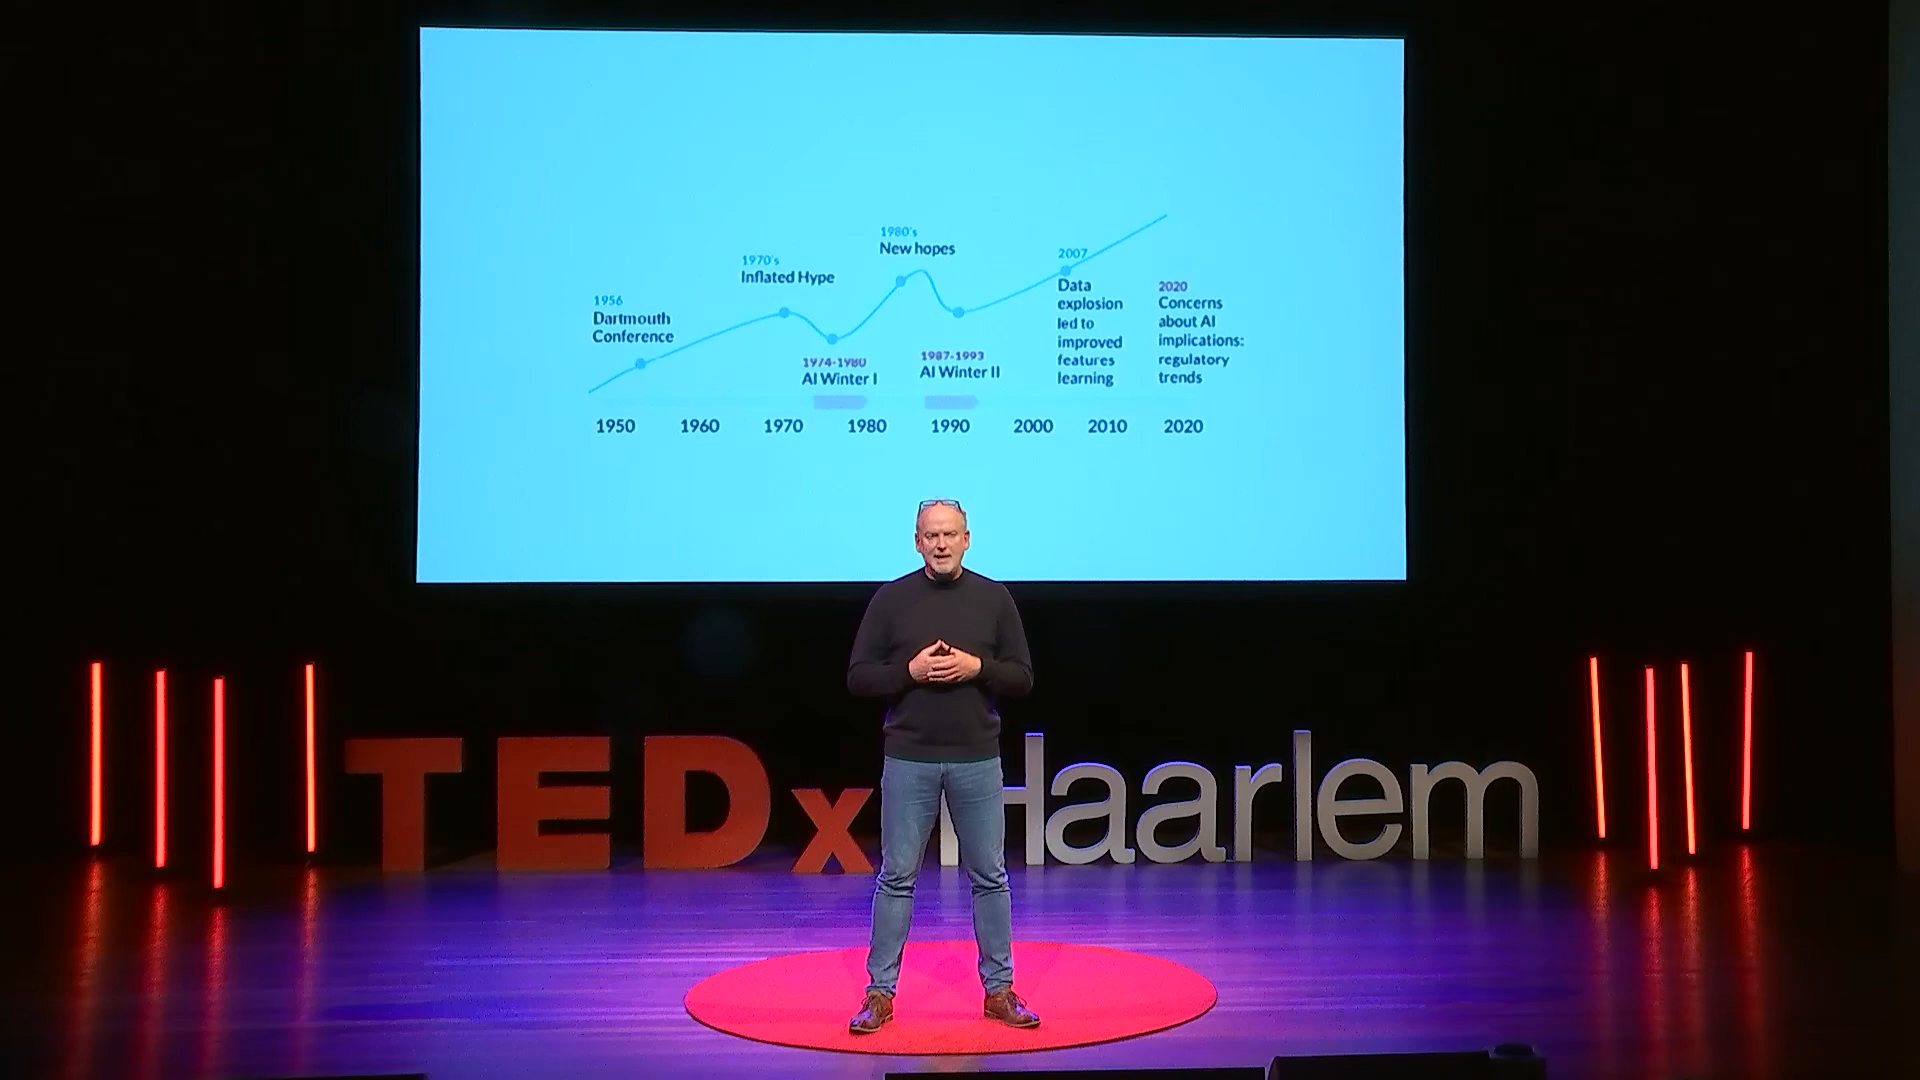 1980's
New hopes
1970's
Inflated Hype
2007
1956
Dartmouth
Conference
Data
explosion
led to
improved
features
learning
2020
Concerns
about AI
implications:
regulatory
trends
1974-1980
AI Winter I
1987-1993
AI Winter II
1950 1960 1970 1980 1990 2000 2010 2020
TEDx Haarlem